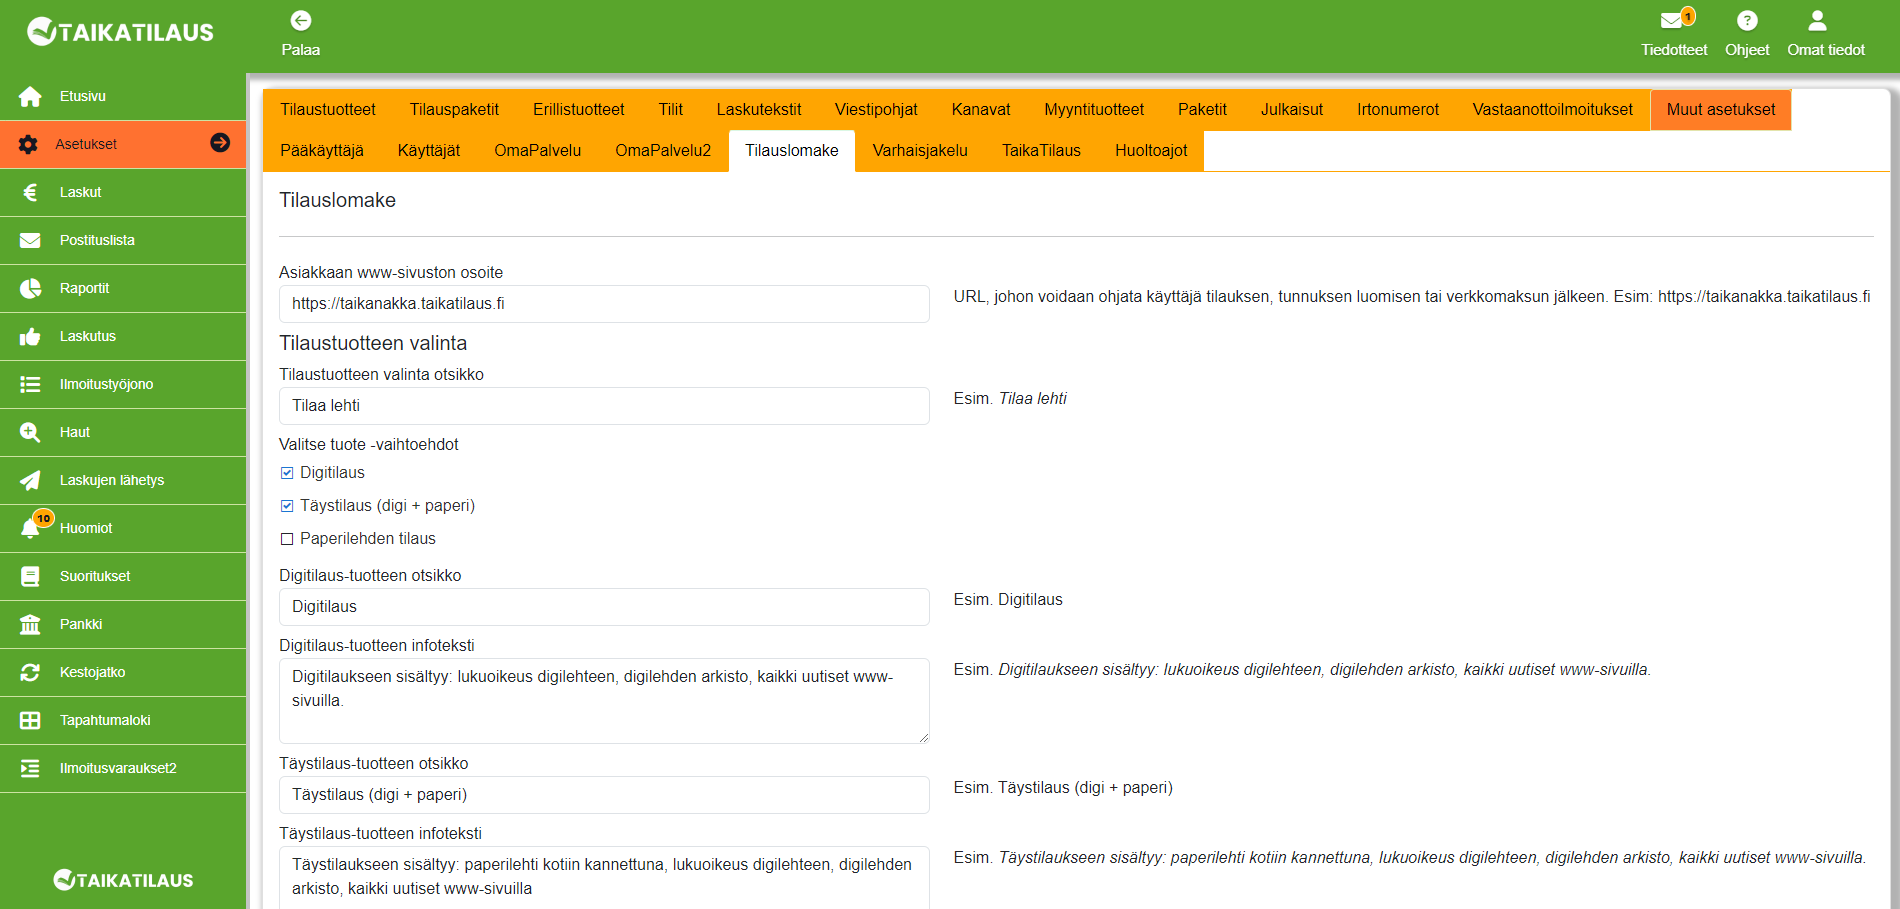 TAIKATILAUS
Palaa
1
Tiedotteet
Ohjeet
Omat tiedot
Etusivu
Asetukset
Laskut
Postituslista
Raportit
Laskutus
Ilmoitustyöjono
Haut
Laskujen lähetys
10
Huomiot
Suoritukset
Pankki
Kestojatko
Tapahtumaloki
Ilmoitusvaraukset2
TAIKATILAUS
Tilaustuotteet Tilauspaketit Erillistuotteet Tilit Laskutekstit Viestipohjat Kanavat Myyntituotteet Paketit Julkaisut Irtonumerot Vastaanottoilmoitukset Muut asetukset
Pääkäyttäjä Käyttäjät OmaPalvelu OmaPalvelu2 Tilauslomake Varhaisjakelu TaikaTilaus Huoltoajot
Tilauslomake
Asiakkaan www-sivuston osoite
https://taikanakka.taikatilaus.fi
URL, johon voidaan ohjata käyttäjä tilauksen, tunnuksen luomisen tai verkkomaksun jälkeen. Esim: https://taikanakka.taikatilaus.fi
Tilaustuotteen valinta
Tilaustuotteen valinta otsikko
Tilaa lehti
Esim. Tilaa lehti
Valitse tuote -vaihtoehdot
Digitilaus
Täystilaus (digi + paperi)
Paperilehden tilaus
Digitilaus-tuotteen otsikko
Digitilaus
Esim. Digitilaus
Digitilaus-tuotteen infoteksti
Digitilaukseen sisältyy: lukuoikeus digilehteen, digilehden arkisto, kaikki uutiset www-
sivuilla.
Esim. Digitilaukseen sisältyy: lukuoikeus digilehteen, digilehden arkisto, kaikki uutiset www-sivuilla.
Täystilaus-tuotteen otsikko
Täystilaus (digi + paperi)
Esim. Täystilaus (digi + paperi)
Täystilaus-tuotteen infoteksti
Täystilaukseen sisältyy: paperilehti kotiin kannettuna, lukuoikeus digilehteen, digilehden
arkisto, kaikki uutiset www-sivuilla
Esim. Täystilaukseen sisältyy: paperilehti kotiin kannettuna, lukuoikeus digilehteen, digilehden arkisto, kaikki uutiset www-sivuilla.